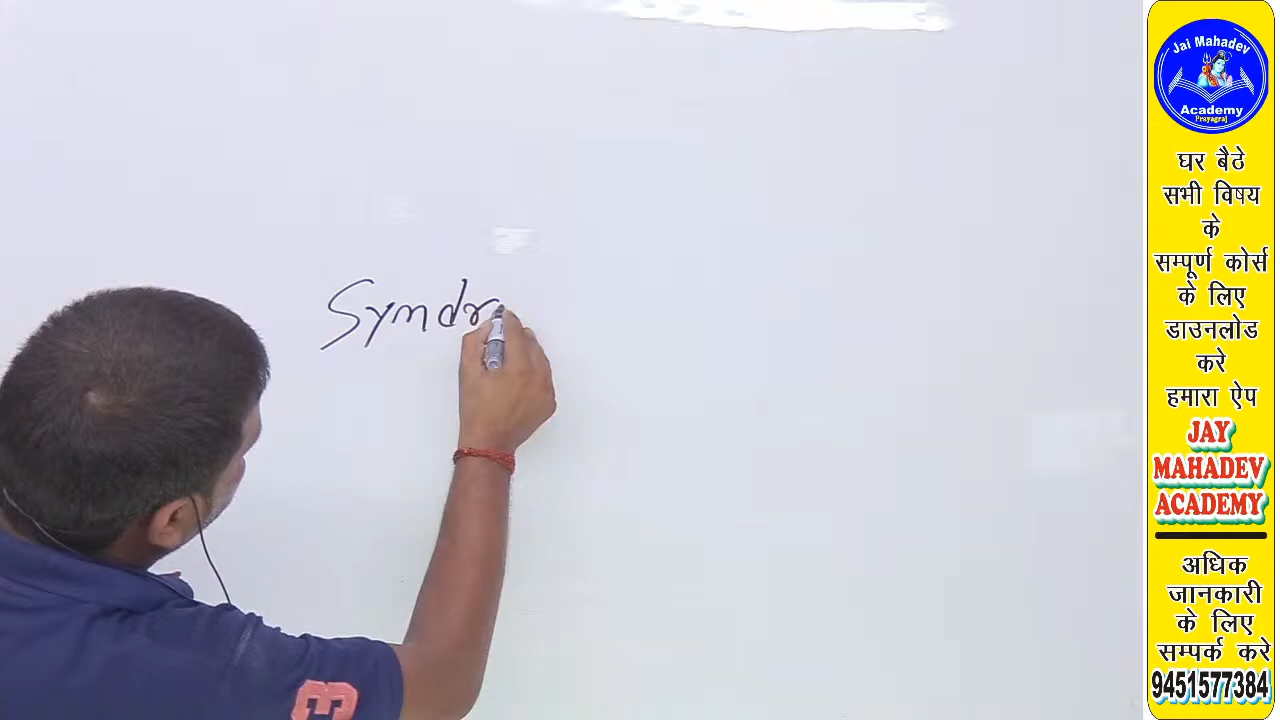 Symdr
Jai Mahadev
Academy
Prayagraj
घर बैठे
सभी विषय
के
सम्पूर्ण कोर्स
के लिए
डाउनलोड
करे
हमारा ऐप
JAY
MAHADEV
ACADEMY
अधिक
जानकारी
के लिए
सम्पर्क करे
9451577384
3